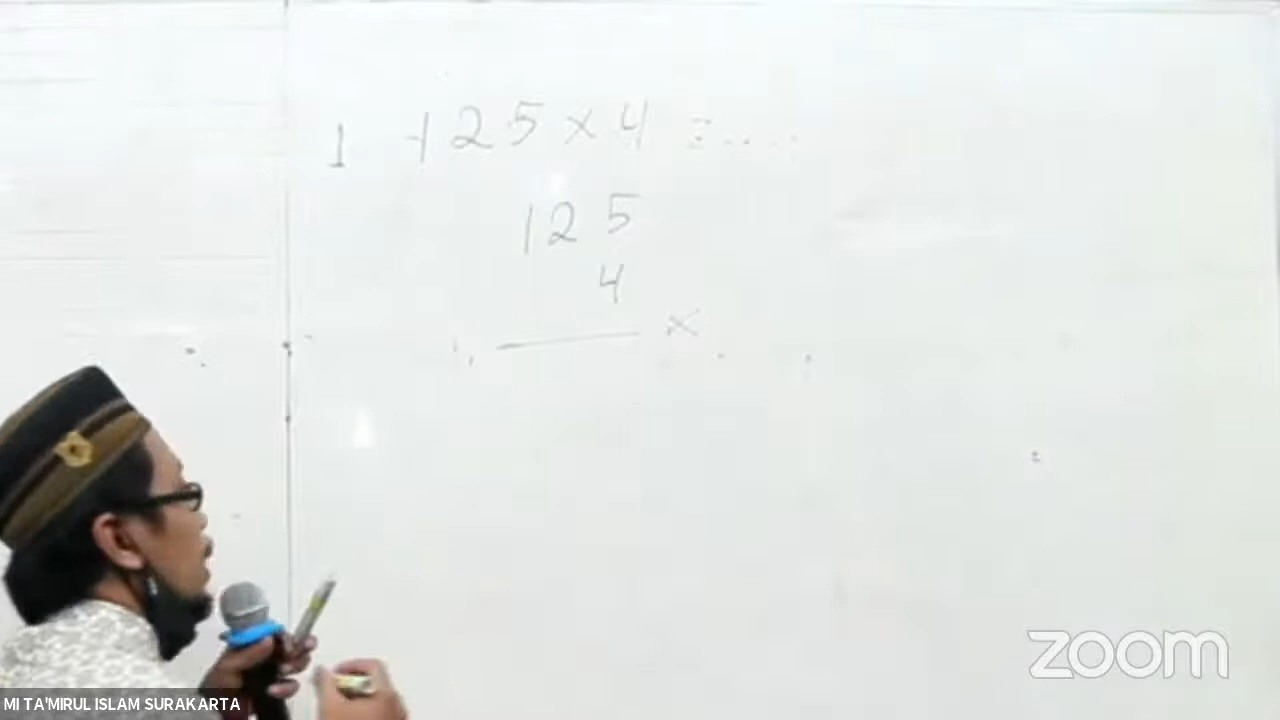 1 125 x 4 = ....
125
4
x
zoom
MI TA'MIRUL ISLAM SURAKARTA